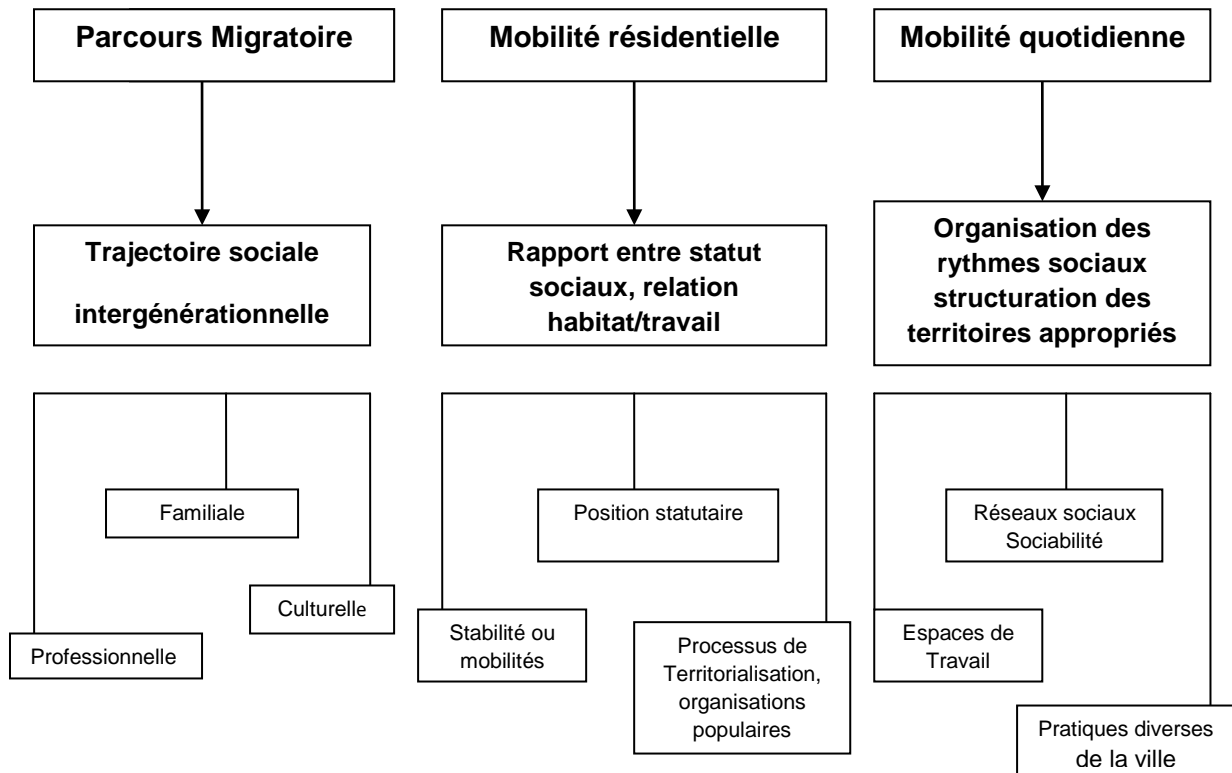 Parcours Migratoire
Mobilité résidentielle
Mobilité quotidienne
Trajectoire sociale
intergénérationnelle
Rapport entre statut
sociaux, relation
habitat/travail
Organisation des
rythmes sociaux
structuration des
territoires appropriés
Familiale
Culturelle
Professionnelle
Position statutaire
Stabilité ou
mobilités
Processus de
Territorialisation,
organisations
populaires
Réseaux sociaux
Sociabilité
Espaces de
Travail
Pratiques diverses
de la ville